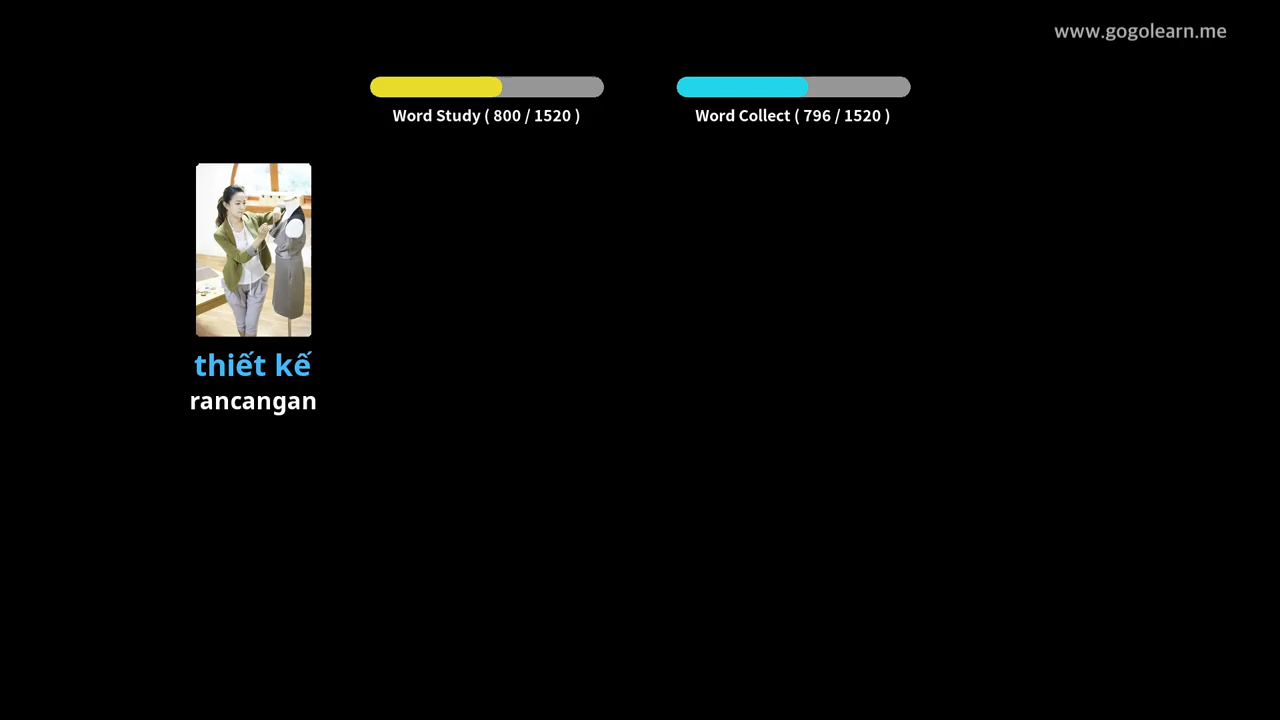 www.gogolearn.me
Word Study ( 800 / 1520 )
Word Collect ( 796 / 1520 )
thiết kế
rancangan